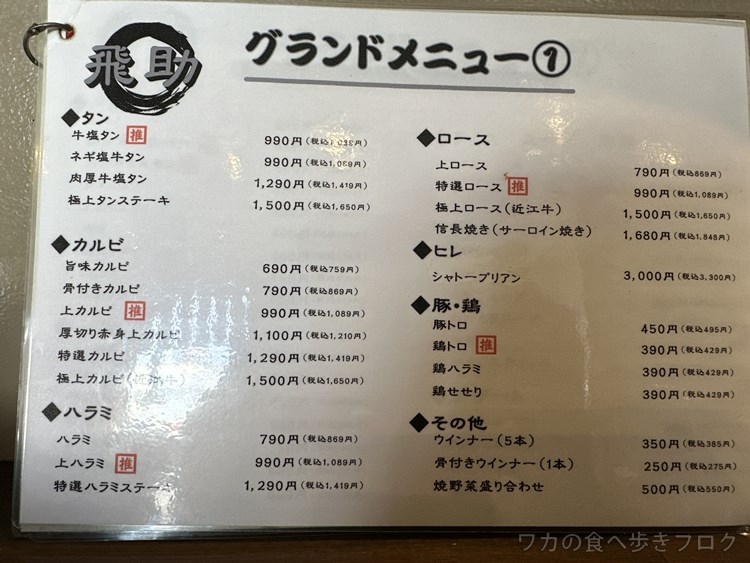 飛助
グランドメニュー①
◆タン
牛塩タン 推 990円(税込1,089円)
ネギ塩牛タン 990円(税込1,089円)
肉厚牛塩タン 1,290円(税込1,419円)
極上タンステーキ 1,500円(税込1,650円)
◆カルビ
旨味カルビ 690円(税込759円)
骨付きカルビ 790円(税込869円)
上カルビ 推 990円(税込1,089円)
厚切り赤身上カルビ 1,100円(税込1,210円)
特選カルビ 1,290円(税込1,419円)
極上カルビ(近江牛) 1,500円(税込1,650円)
◆ハラミ
ハラミ 790円(税込869円)
上ハラミ 推 990円(税込1,089円)
特選ハラミステーキ 1,290円(税込1,419円)
◆ロース
上ロース 790円(税込869円)
特選ロース 推 990円(税込1,089円)
極上ロース(近江牛) 1,500円(税込1,650円)
信長焼き(サーロイン焼き) 1,680円(税込1,848円)
◆ヒレ
シャトーブリアン 3,000円(税込3,300円)
◆豚・鶏
豚トロ 450円(税込495円)
鶏トロ 推 390円(税込429円)
鶏ハラミ 390円(税込429円)
鶏せせり 390円(税込429円)
◆その他
ウインナー(5本) 350円(税込385円)
骨付きウインナー(1本) 250円(税込275円)
焼野菜盛り合わせ 500円(税込550円)
ワカの食べ歩きブログ